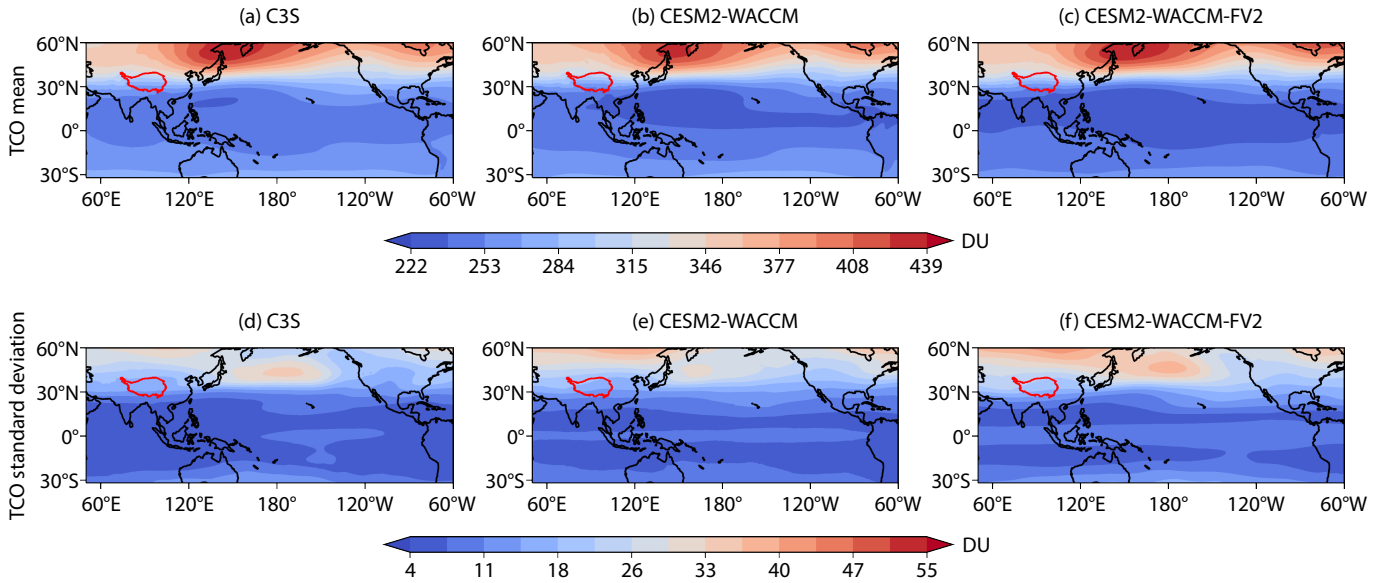 (a) C3S
(b) CESM2-WACCM
(c) CESM2-WACCM-FV2
TCO mean
60°N
30°N
0°
30°S
60°E 120°E 180° 120°W 60°W
60°N
30°N
0°
30°S
60°E 120°E 180° 120°W 60°W
60°N
30°N
0°
30°S
60°E 120°E 180° 120°W 60°W
DU
222 253 284 315 346 377 408 439
(d) C3S
(e) CESM2-WACCM
(f) CESM2-WACCM-FV2
TCO standard deviation
60°N
30°N
0°
30°S
60°E 120°E 180° 120°W 60°W
60°N
30°N
0°
30°S
60°E 120°E 180° 120°W 60°W
60°N
30°N
0°
30°S
60°E 120°E 180° 120°W 60°W
DU
4 11 18 26 33 40 47 55